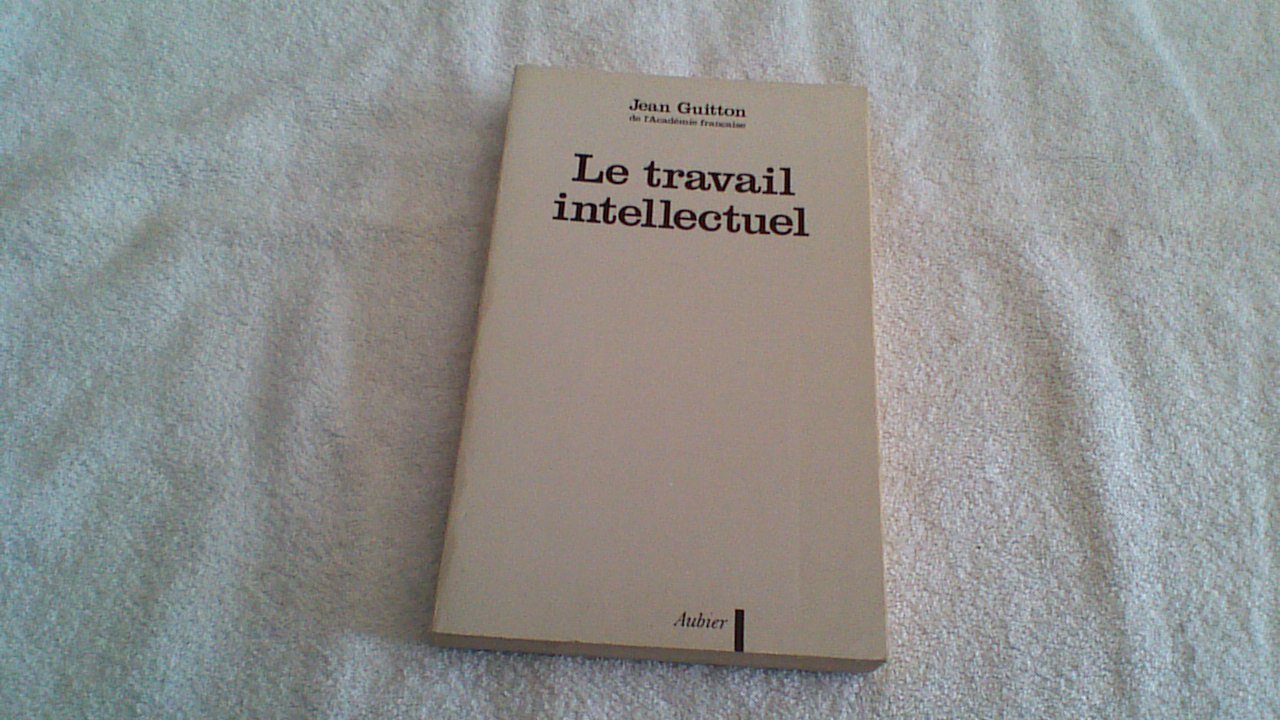 Jean Guitton
de l'Académie française
Le travail
intellectuel
Aubier